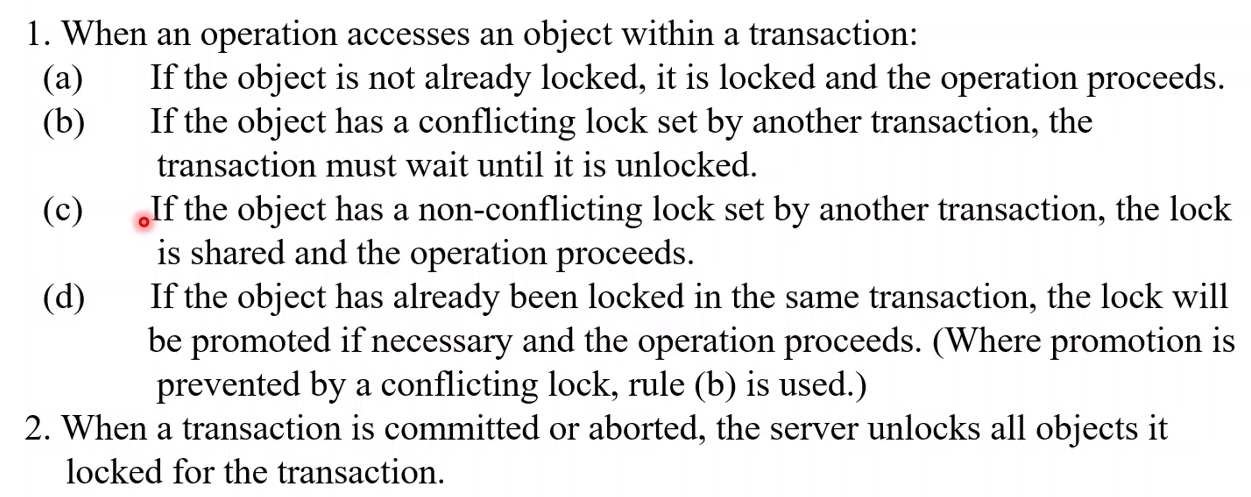 1. When an operation accesses an object within a transaction:
(a) If the object is not already locked, it is locked and the operation proceeds.
(b) If the object has a conflicting lock set by another transaction, the
transaction must wait until it is unlocked.
(c) If the object has a non-conflicting lock set by another transaction, the lock
is shared and the operation proceeds.
(d) If the object has already been locked in the same transaction, the lock will
be promoted if necessary and the operation proceeds. (Where promotion is
prevented by a conflicting lock, rule (b) is used.)
2. When a transaction is committed or aborted, the server unlocks all objects it
locked for the transaction.